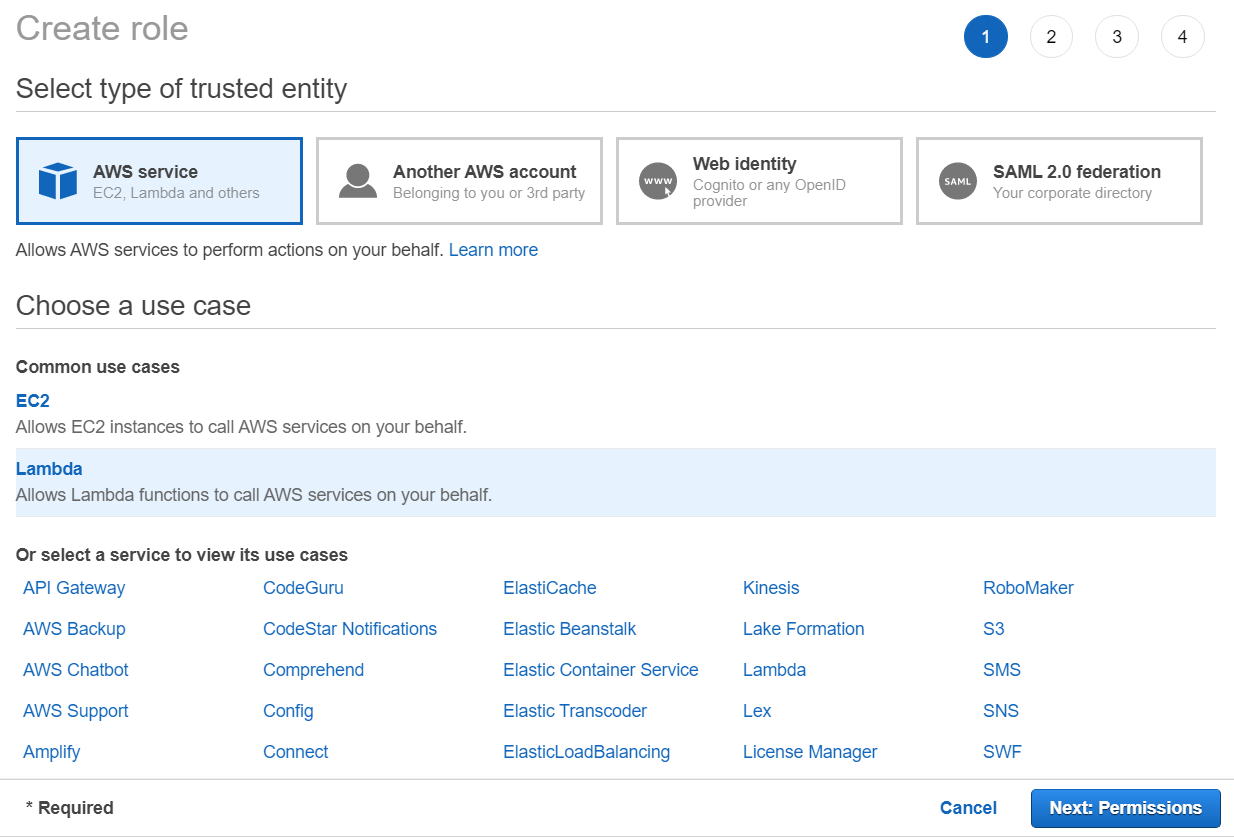 Create role
1 2 3 4
Select type of trusted entity
AWS service
EC2, Lambda and others
Another AWS account
Belonging to you or 3rd party
WWW
Web identity
Cognito or any OpenID
provider
SAML
SAML 2.0 federation
Your corporate directory
Allows AWS services to perform actions on your behalf. Learn more
Choose a use case
Common use cases
EC2
Allows EC2 instances to call AWS services on your behalf.
Lambda
Allows Lambda functions to call AWS services on your behalf.
Or select a service to view its use cases
API Gateway CodeGuru ElastiCache Kinesis RoboMaker
AWS Backup CodeStar Notifications Elastic Beanstalk Lake Formation S3
AWS Chatbot Comprehend Elastic Container Service Lambda SMS
AWS Support Config Elastic Transcoder Lex SNS
Amplify Connect ElasticLoadBalancing License Manager SWF
* Required Cancel Next: Permissions